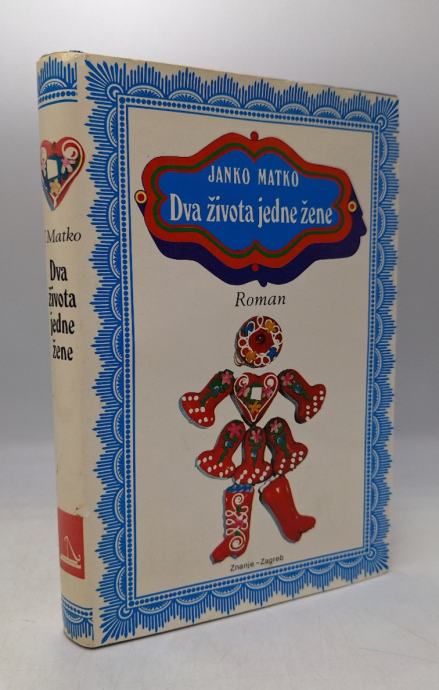 J Matko
Dva
života
jedne
žene
JANKO MATKO
Dva života jedne žene
Roman
Znanje - Zagreb